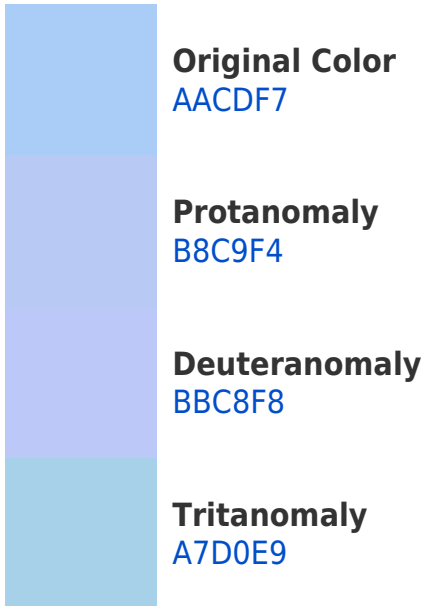 Original Color
AACDF7
Protanomaly
B8C9F4
Deuteranomaly
BBC8F8
Tritanomaly
A7D0E9